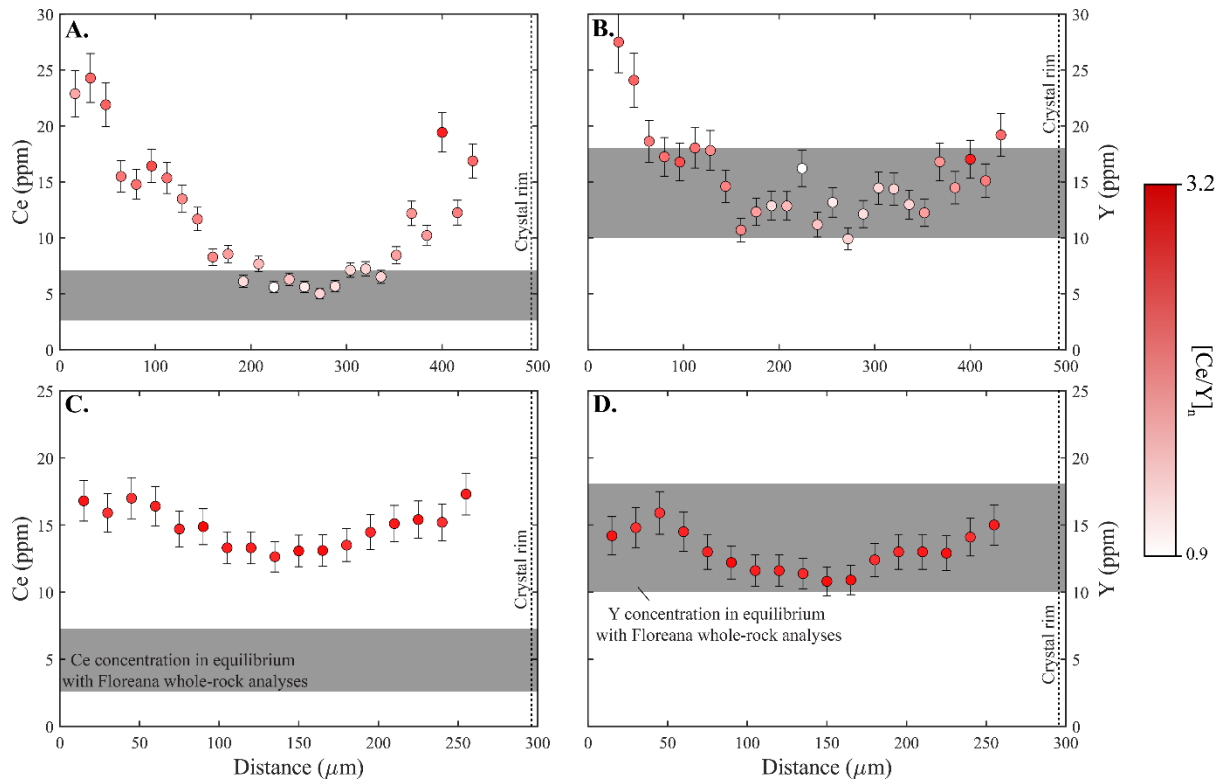 A.
30
25
20
15
10
5
0
Ce (ppm)
0
100
200
300
400
500
Crystal rim
B.
30
25
20
15
10
5
0
Y (ppm)
0
100
200
300
400
500
Crystal rim
C.
25
20
15
10
5
0
Ce (ppm)
Ce concentration in equilibrium
with Floreana whole-rock analyses
Crystal rim
0
50
100
150
200
250
300
Distance (μm)
D.
25
20
15
10
5
0
Y (ppm)
Y concentration in equilibrium
with Floreana whole-rock analyses
Crystal rim
0
50
100
150
200
250
300
Distance (μm)
3.2
[Ce/Y]n
0.9